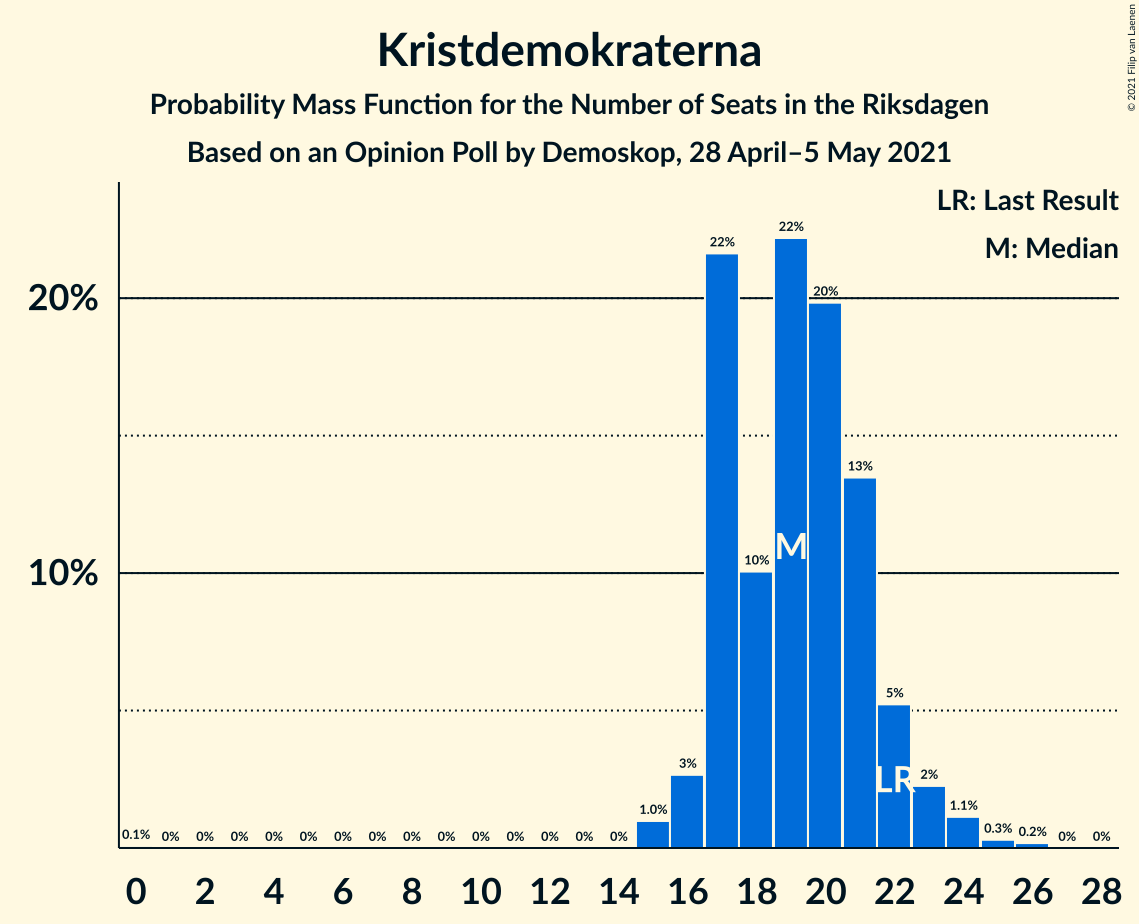 Kristdemokraterna
Probability Mass Function for the Number of Seats in the Riksdagen
Based on an Opinion Poll by Demoskop, 28 April–5 May 2021
© 2021 Filip van Laenen
LR: Last Result
M: Median
20%
10%
0.1% 0% 0% 0% 0% 0% 0% 0% 0% 0% 0% 0% 0% 0% 0% 1.0% 3% 22% 10% 22% 20% 13% 5% 2% 1.1% 0.3% 0.2% 0% 0%
M
LR
0 2 4 6 8 10 12 14 16 18 20 22 24 26 28